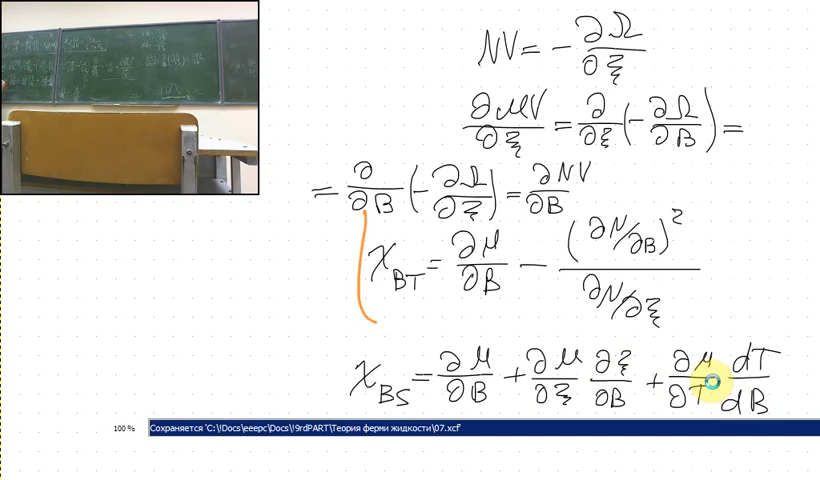 NV = - ∂Ω/∂ξ
∂MV/∂ξ = ∂/∂ξ (- ∂Ω/∂B) =
= ∂/∂B (- ∂Ω/∂ξ) = ∂NV/∂B
χ_BT = ∂M/∂B - (∂N/∂B)² / (∂N/∂ξ)
χ_BS = ∂M/∂B + ∂M/∂ξ ∂ξ/∂B + ∂M/∂T dT/dB
100 % Сохраняется 'C:\!Docs\eeepc\Docs\!9rdPART\Теория ферми жидкости\07.xcf'